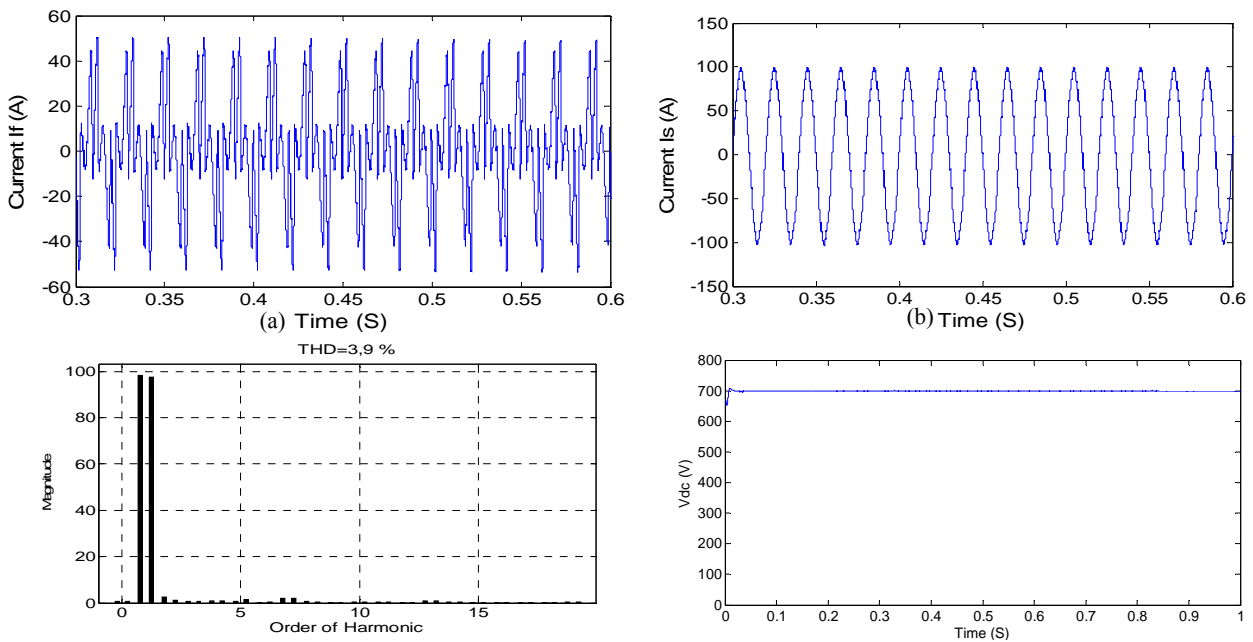 60
40
20
0
-20
-40
-60
Current If (A)
0.3 0.35 0.4 0.45 0.5 0.55 0.6
(a) Time (S)
150
100
50
0
-50
-100
-150
Current Is (A)
0.3 0.35 0.4 0.45 0.5 0.55 0.6
(b) Time (S)
THD=3,9 %
100
80
60
40
20
0
Magnitude
0 5 10 15
Order of Harmonic
800
700
600
500
400
300
200
100
0
Vdc (V)
0 0.1 0.2 0.3 0.4 0.5 0.6 0.7 0.8 0.9 1
Time (S)